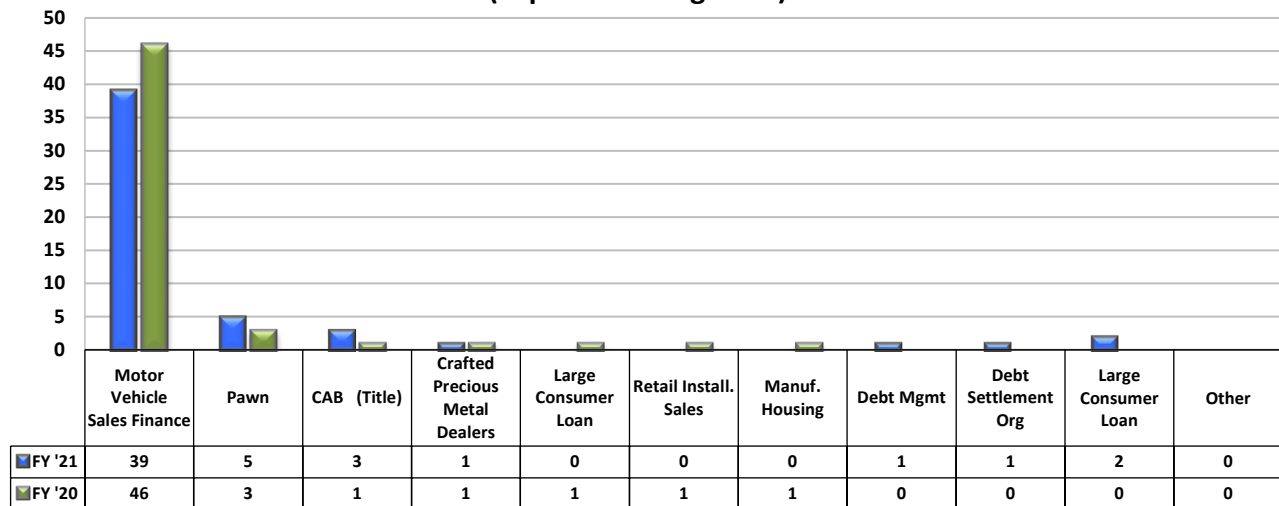 50
45
40
35
30
25
20
15
10
5
0
Motor
Vehicle
Sales Finance
Pawn
CAB (Title)
Crafted
Precious
Metal
Dealers
Large
Consumer
Loan
Retail Install.
Sales
Manuf.
Housing
Debt Mgmt
Debt
Settlement
Org
Large
Consumer
Loan
Other
FY '21 39 5 3 1 0 0 0 1 1 2 0
FY '20 46 3 1 1 1 1 1 0 0 0 0